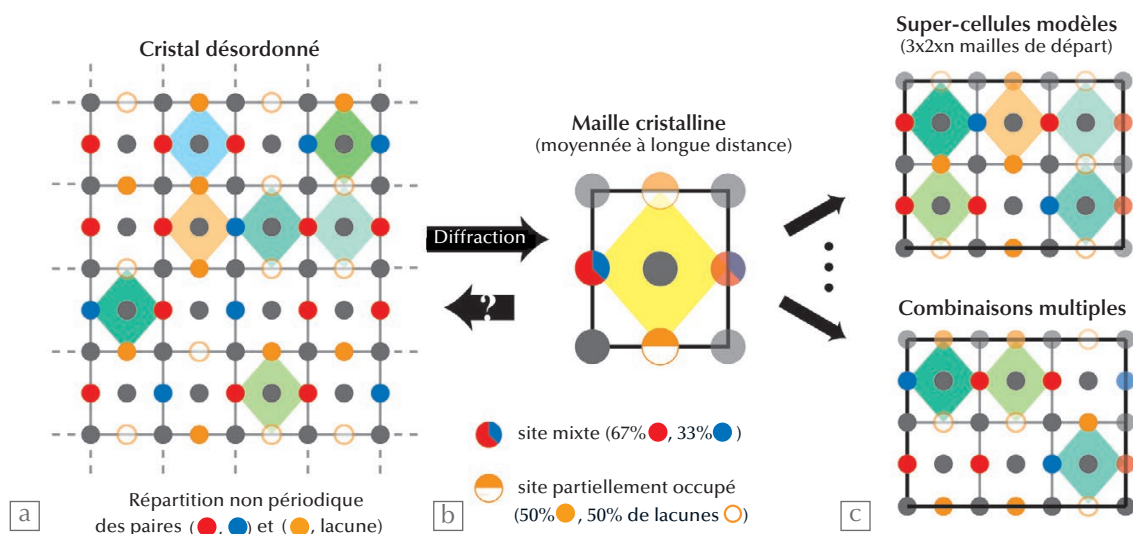 Cristal désordonné
Répartition non périodique
des paires ( , ) et ( , lacune)
a
Diffraction
?
Maille cristalline
(moyennée à longue distance)
site mixte (67% , 33% )
site partiellement occupé
(50% , 50% de lacunes )
b
Super-cellules modèles
(3x2xn mailles de départ)
Combinaisons multiples
c